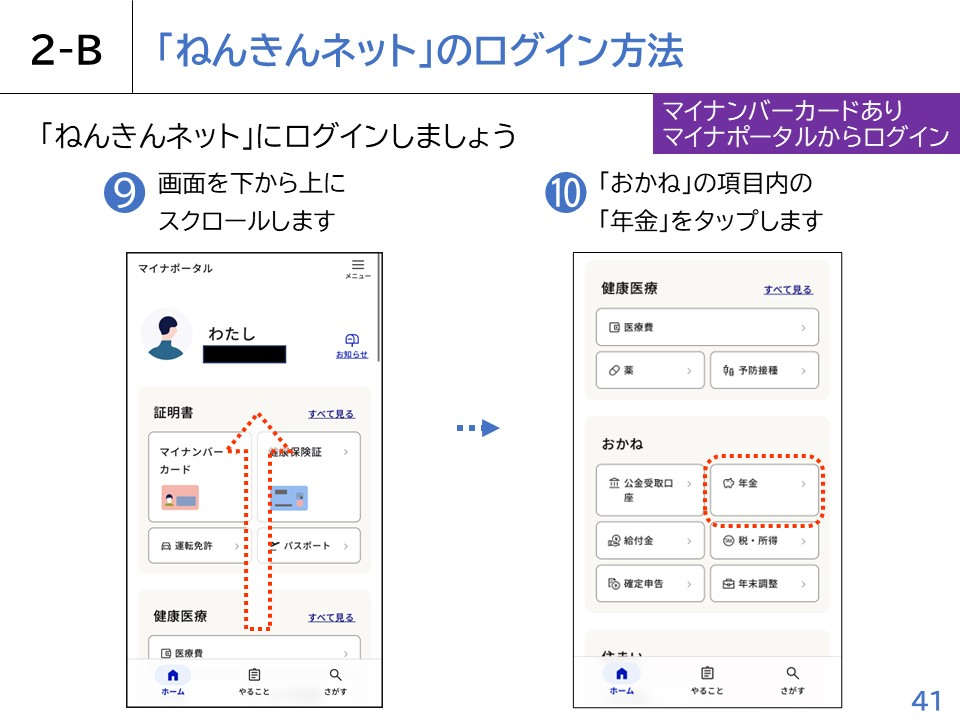 2-B
「ねんきんネット」のログイン方法
マイナンバーカードあり
マイナポータルからログイン
「ねんきんネット」にログインしましょう
9
画面を下から上に
スクロールします
マイナポータル
メニュー
わたし
お知らせ
証明書
すべて見る
マイナンバー
カード
健康保険証
運転免許
パスポート
健康医療
すべて見る
医療費
ホーム
やること
さがす
10
「おかね」の項目内の
「年金」をタップします
健康医療
すべて見る
医療費
薬
予防接種
おかね
公金受取口
座
年金
給付金
税・所得
確定申告
年末調整
住まい
ホーム
やること
さがす
41